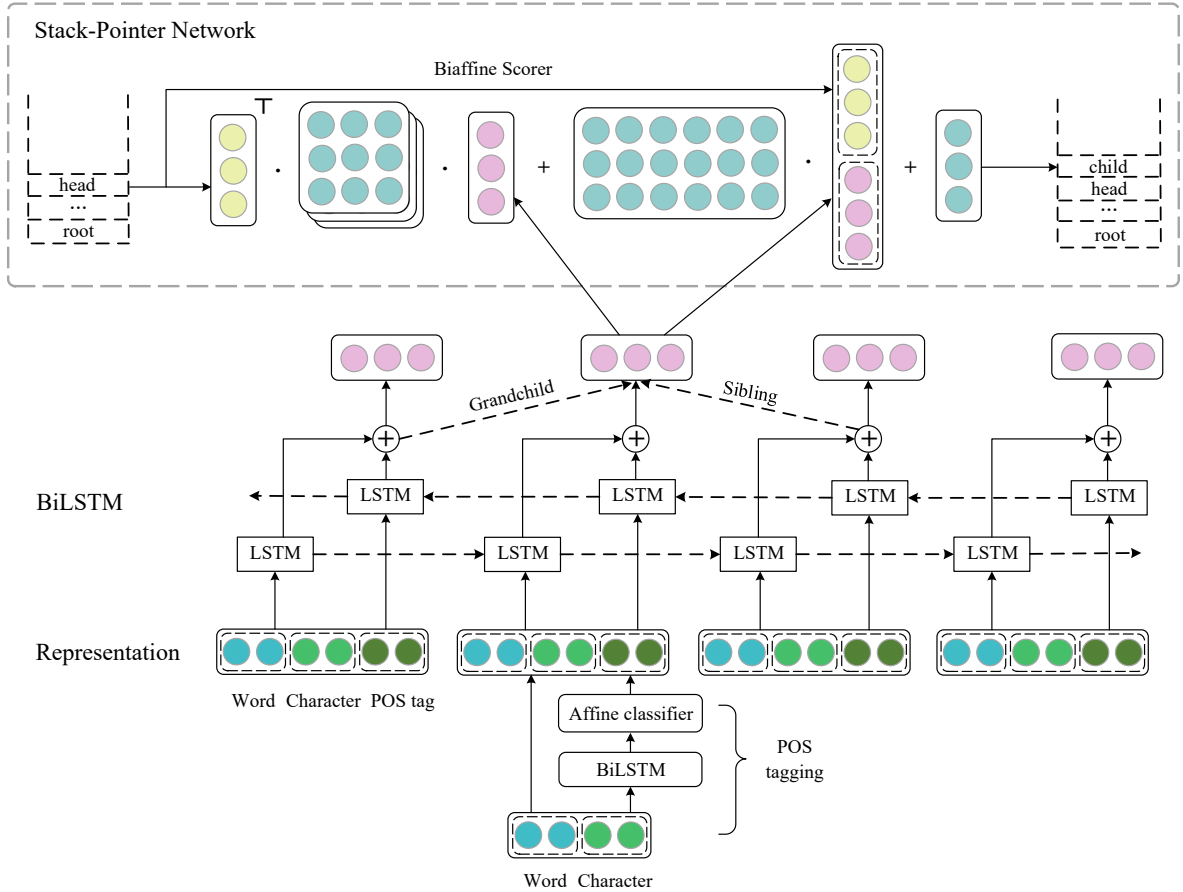 Stack-Pointer Network
Biaffine Scorer
⊤
head
...
root
·
·
+
·
+
child
head
...
root
Grandchild
Sibling
+
+
+
+
BiLSTM
LSTM
LSTM
LSTM
LSTM
LSTM
LSTM
LSTM
LSTM
Representation
Word Character POS tag
Affine classifier
BiLSTM
POS
tagging
Word Character